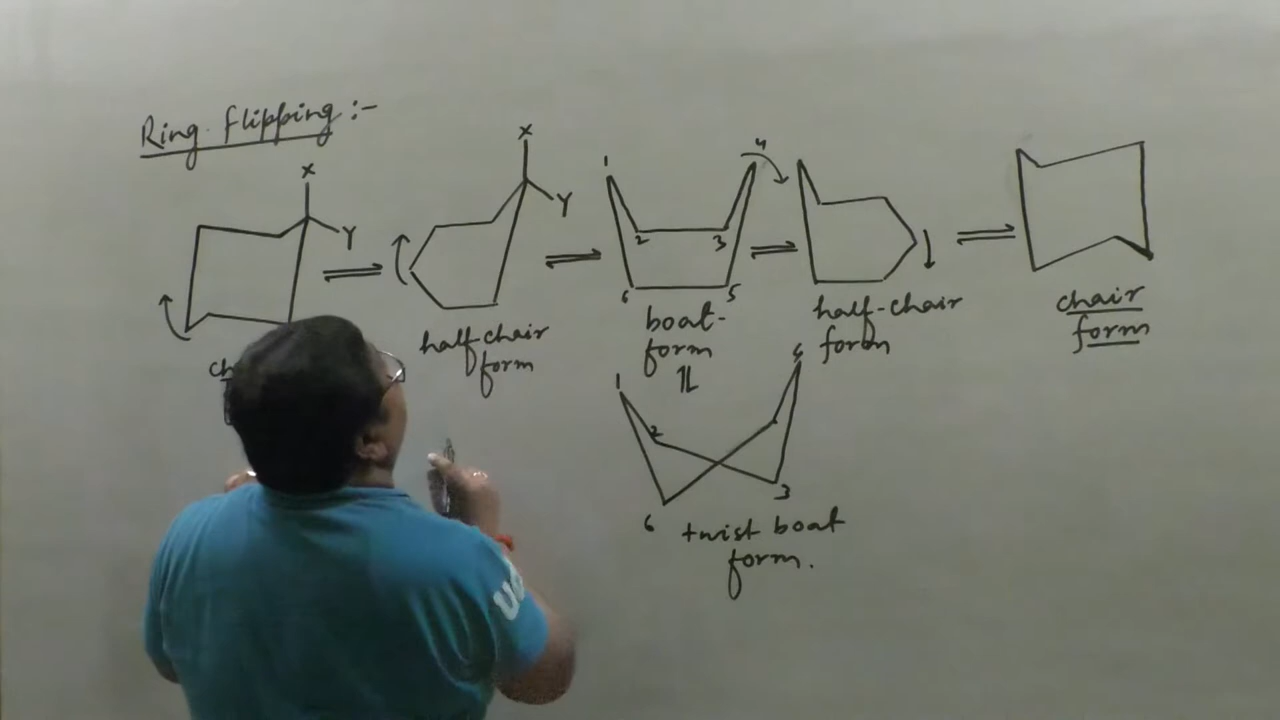 Ring flipping:-
X
Y
X
Y
half chair
form
1
2
3
4
5
6
boat-
form
half-chair
form
chair
form
1
2
3
6
twist boat
form.